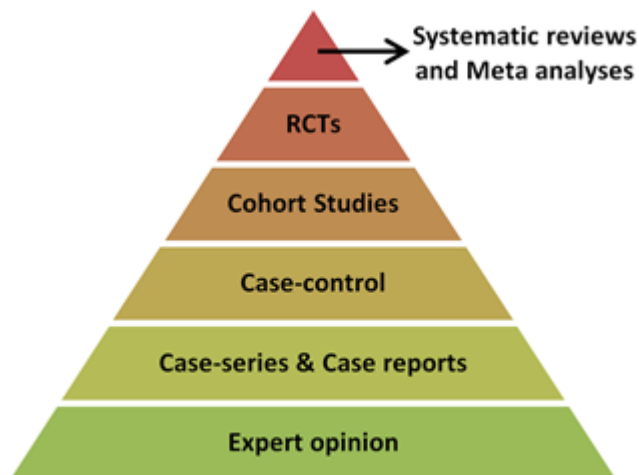 Systematic reviews
and Meta analyses
RCTs
Cohort Studies
Case-control
Case-series & Case reports
Expert opinion